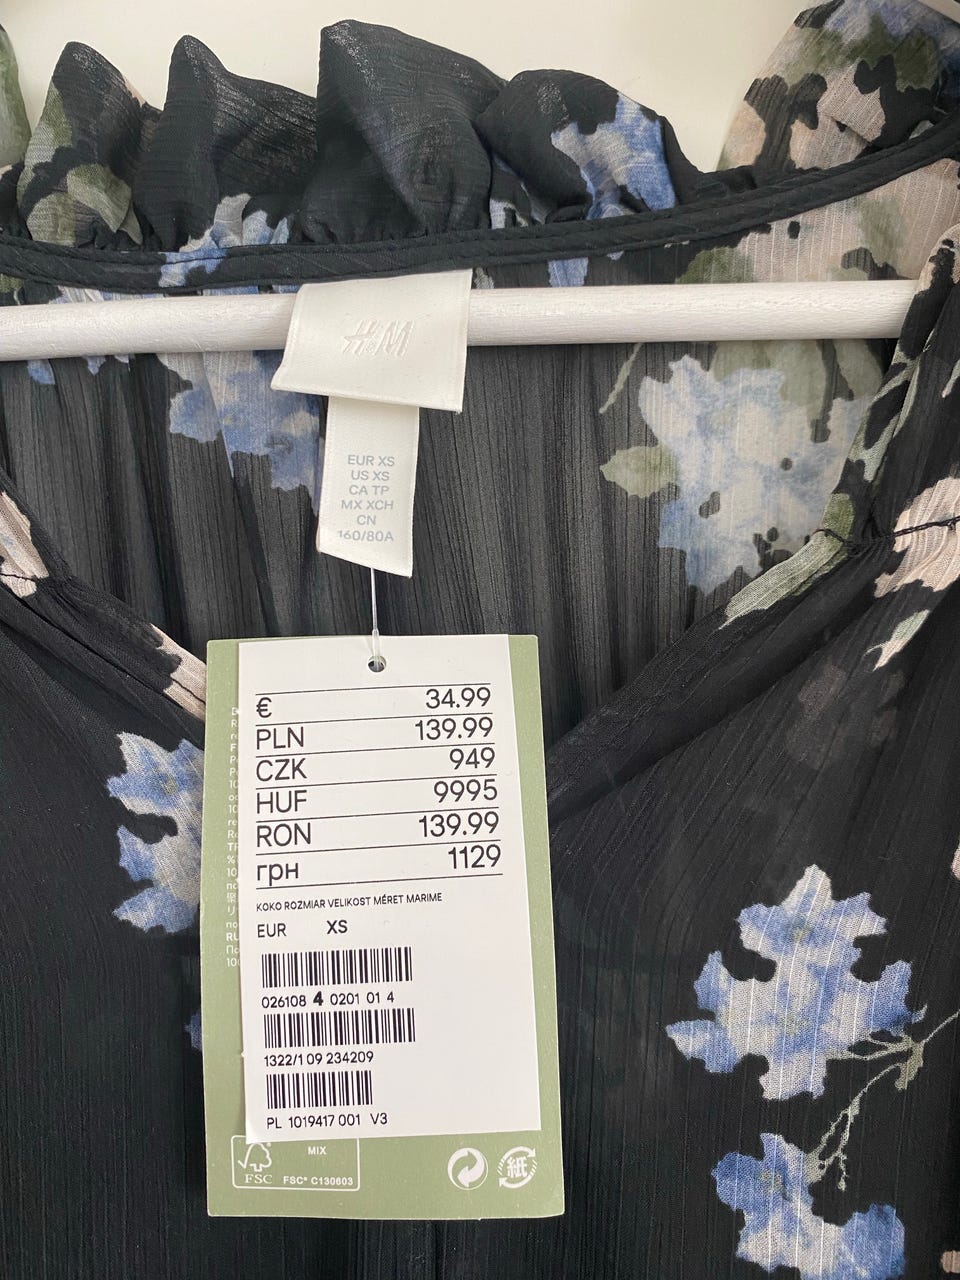 H&M
EUR XS
US XS
CA TP
MX XCH
CN
160/80A
€ 34.99
PLN 139.99
CZK 949
HUF 9995
RON 139.99
грн 1129
KOKO ROZMIAR VELIKOST MÉRET MARIME
EUR XS
026108 4 0201 01 4
1322/1 09 234209
PL 1019417 001 V3
FSC
MIX
FSC® C130603
紙